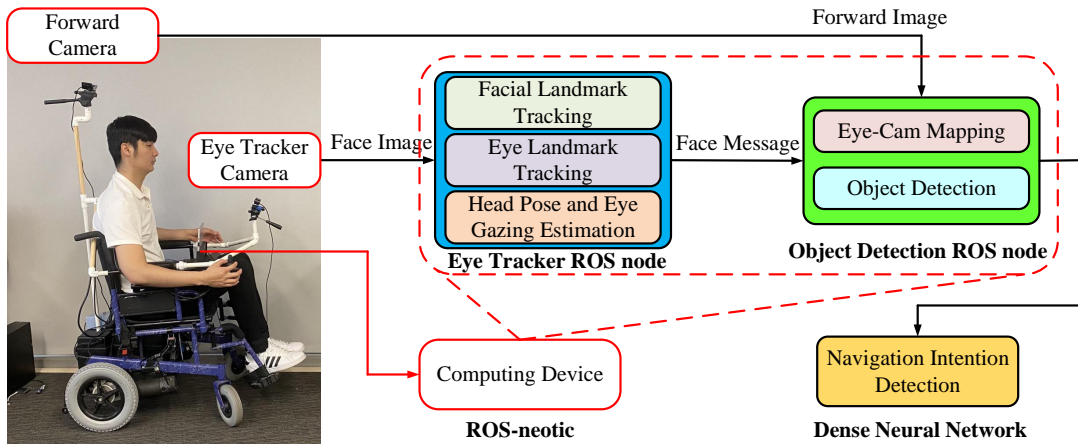 Forward
Camera
Forward Image
Facial Landmark
Tracking
Eye Tracker
Camera
Face Image
Eye Landmark
Tracking
Face Message
Eye-Cam Mapping
Object Detection
Head Pose and Eye
Gazing Estimation
Eye Tracker ROS node
Object Detection ROS node
Computing Device
ROS-neotic
Navigation Intention
Detection
Dense Neural Network